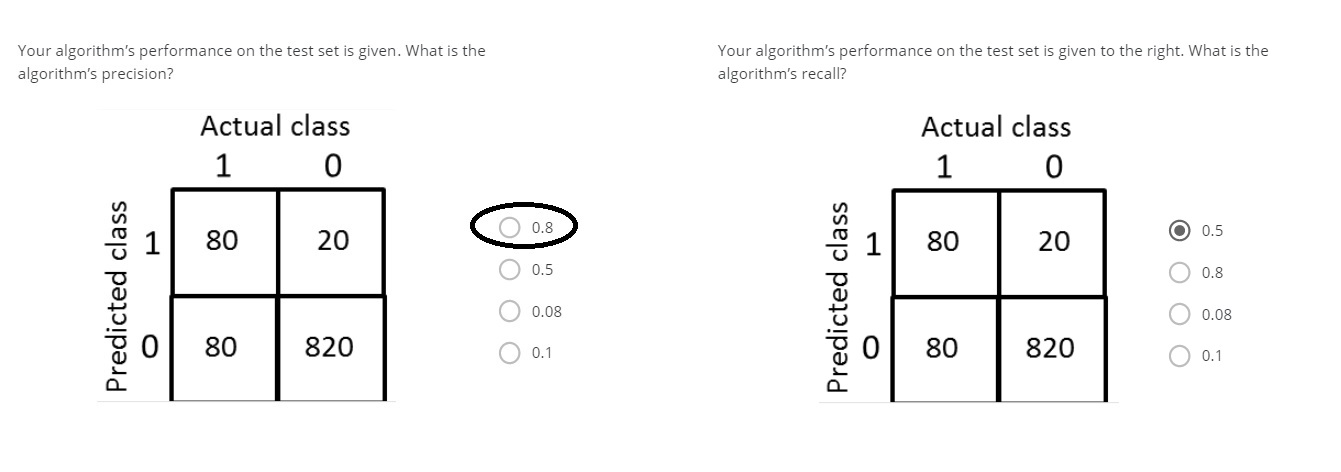 Your algorithm's performance on the test set is given. What is the
algorithm's precision?
Actual class
1 0
Predicted class
1 80 20
0 80 820
0.8
0.5
0.08
0.1
Your algorithm's performance on the test set is given to the right. What is the
algorithm's recall?
Actual class
1 0
Predicted class
1 80 20
0 80 820
0.5
0.8
0.08
0.1